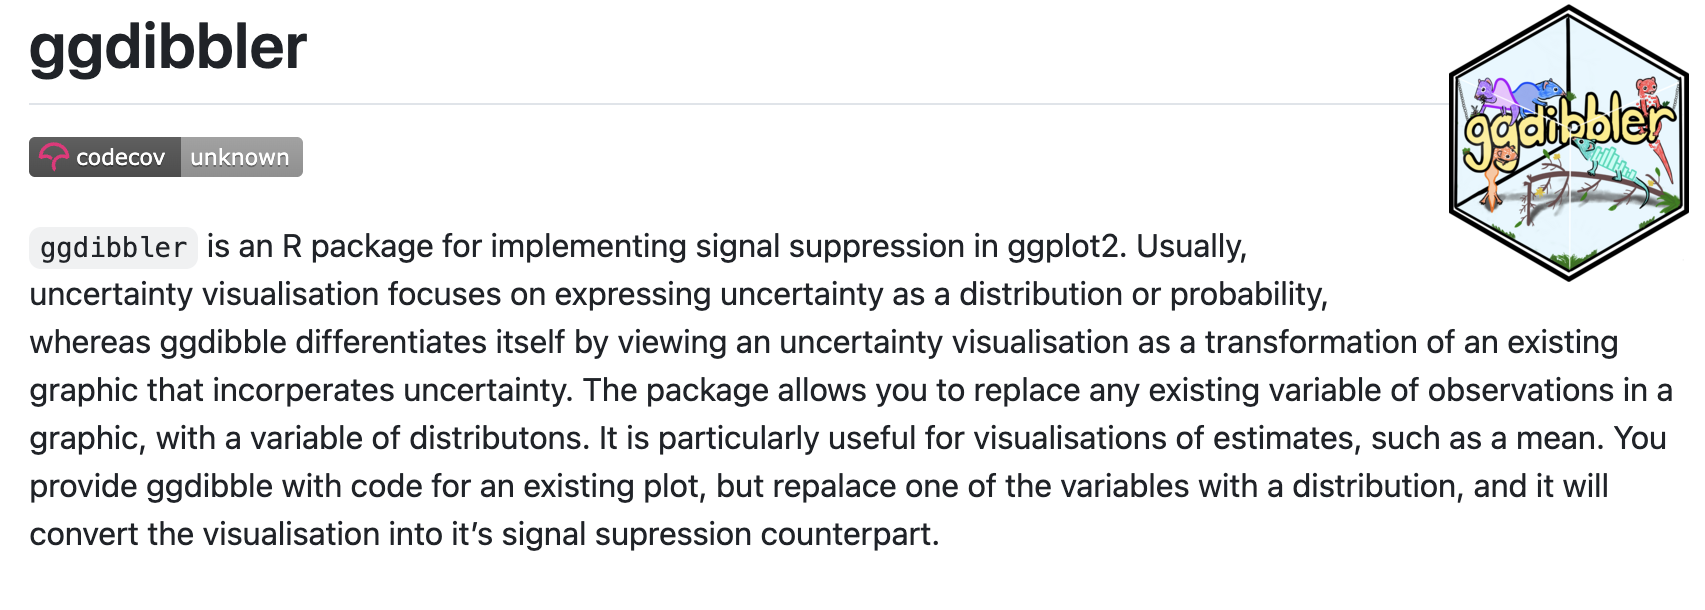 ggdibbler
ggdibbler
codecov unknown
ggdibbler is an R package for implementing signal suppression in ggplot2. Usually,
uncertainty visualisation focuses on expressing uncertainty as a distribution or probability,
whereas ggdibble differentiates itself by viewing an uncertainty visualisation as a transformation of an existing
graphic that incorperates uncertainty. The package allows you to replace any existing variable of observations in a
graphic, with a variable of distributons. It is particularly useful for visualisations of estimates, such as a mean. You
provide ggdibble with code for an existing plot, but repalace one of the variables with a distribution, and it will
convert the visualisation into it’s signal supression counterpart.